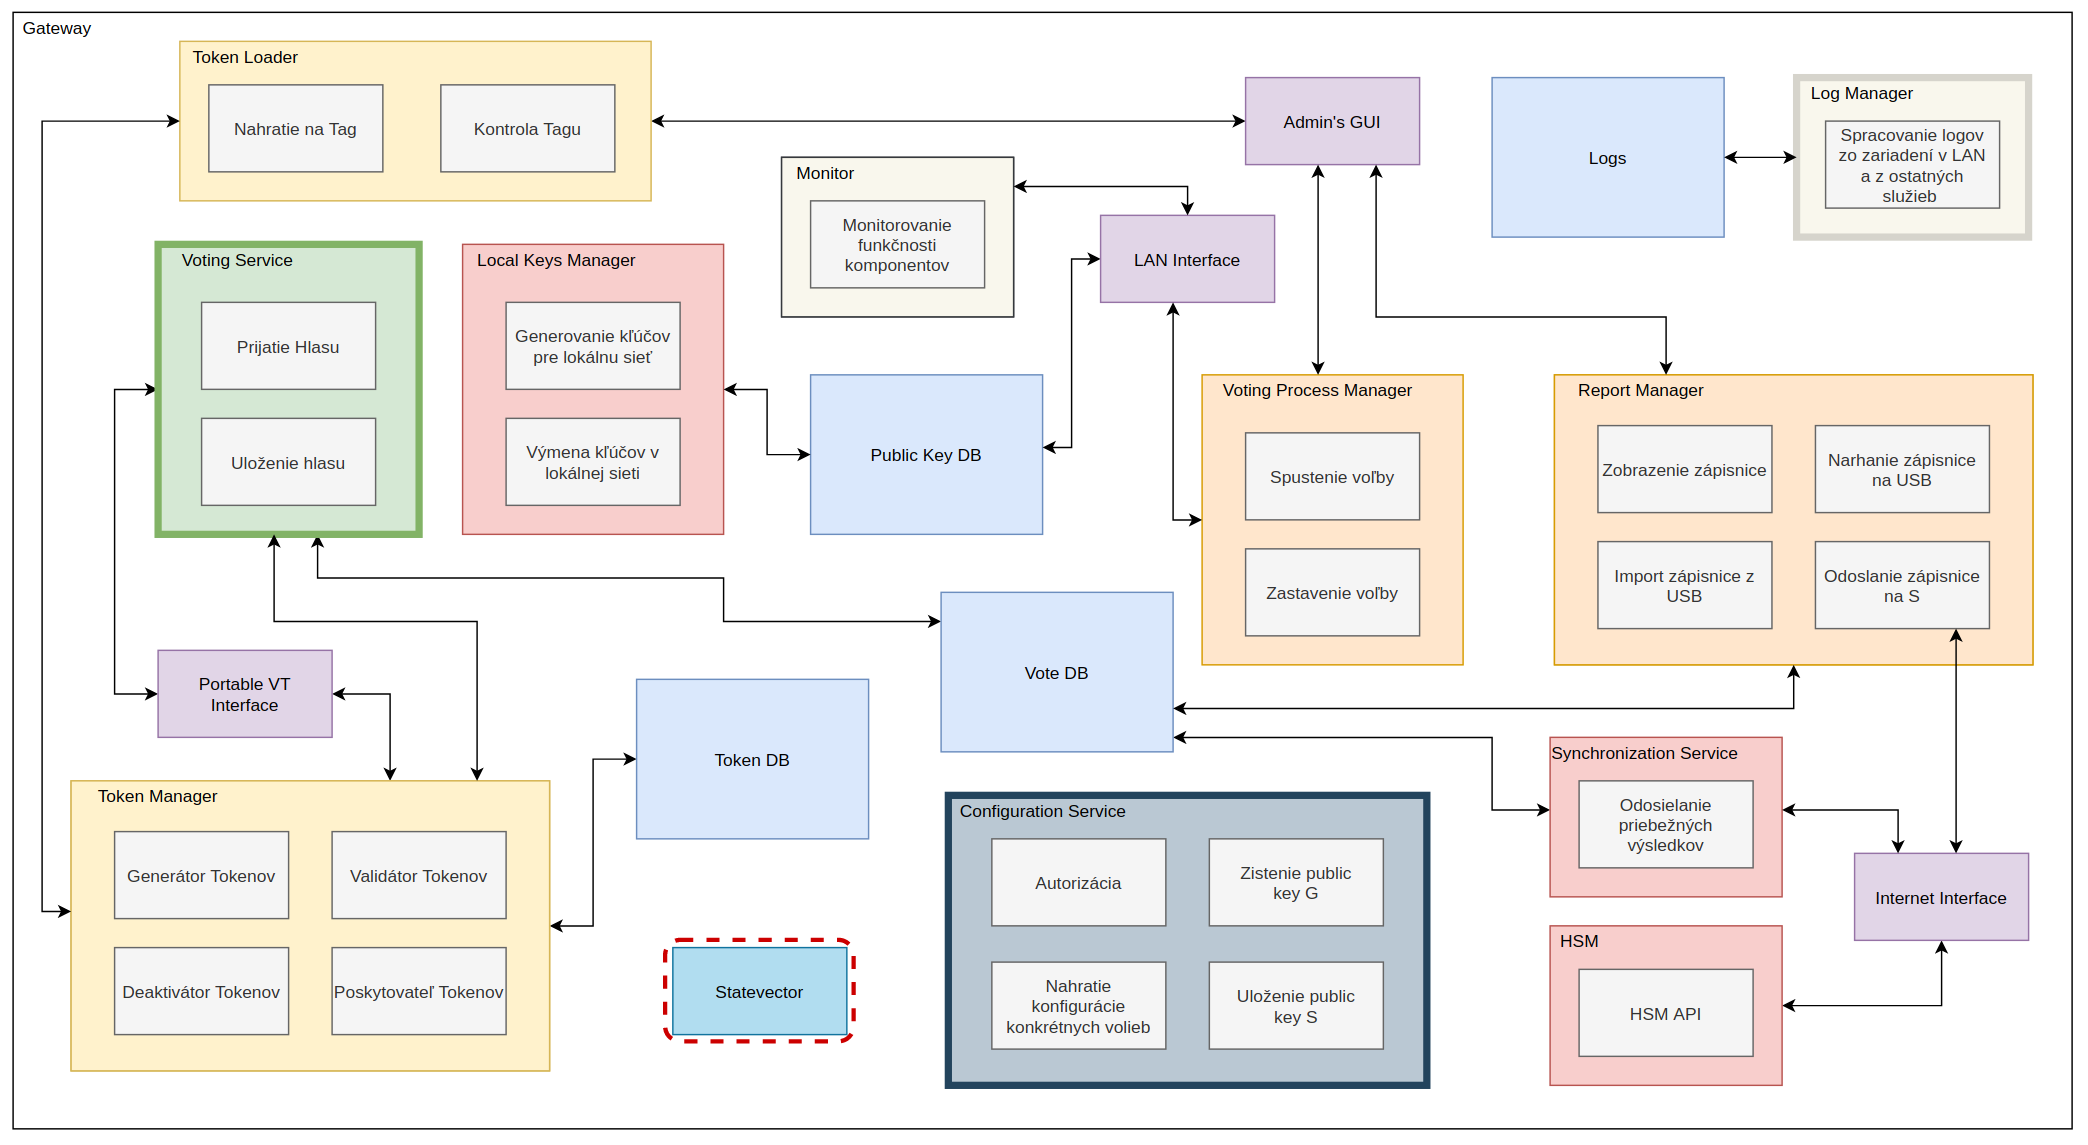 Gateway
Token Loader
Nahratie na Tag
Kontrola Tagu
Admin's GUI
Logs
Log Manager
Spracovanie logov
zo zariadení v LAN
a z ostatných
služieb
Monitor
Monitorovanie
funkčnosti
komponentov
LAN Interface
Voting Service
Prijatie Hlasu
Uloženie hlasu
Local Keys Manager
Generovanie kľúčov
pre lokálnu sieť
Výmena kľúčov v
lokálnej sieti
Public Key DB
Voting Process Manager
Spustenie voľby
Zastavenie voľby
Report Manager
Zobrazenie zápisnice
Narhanie zápisnice
na USB
Import zápisnice z
USB
Odoslanie zápisnice
na S
Portable VT
Interface
Token DB
Vote DB
Token Manager
Generátor Tokenov
Validátor Tokenov
Deaktivátor Tokenov
Poskytovateľ Tokenov
Statevector
Configuration Service
Autorizácia
Zistenie public
key G
Nahratie
konfigurácie
konkrétnych volieb
Uloženie public
key S
Synchronization Service
Odosielanie
priebežných
výsledkov
Internet Interface
HSM
HSM API